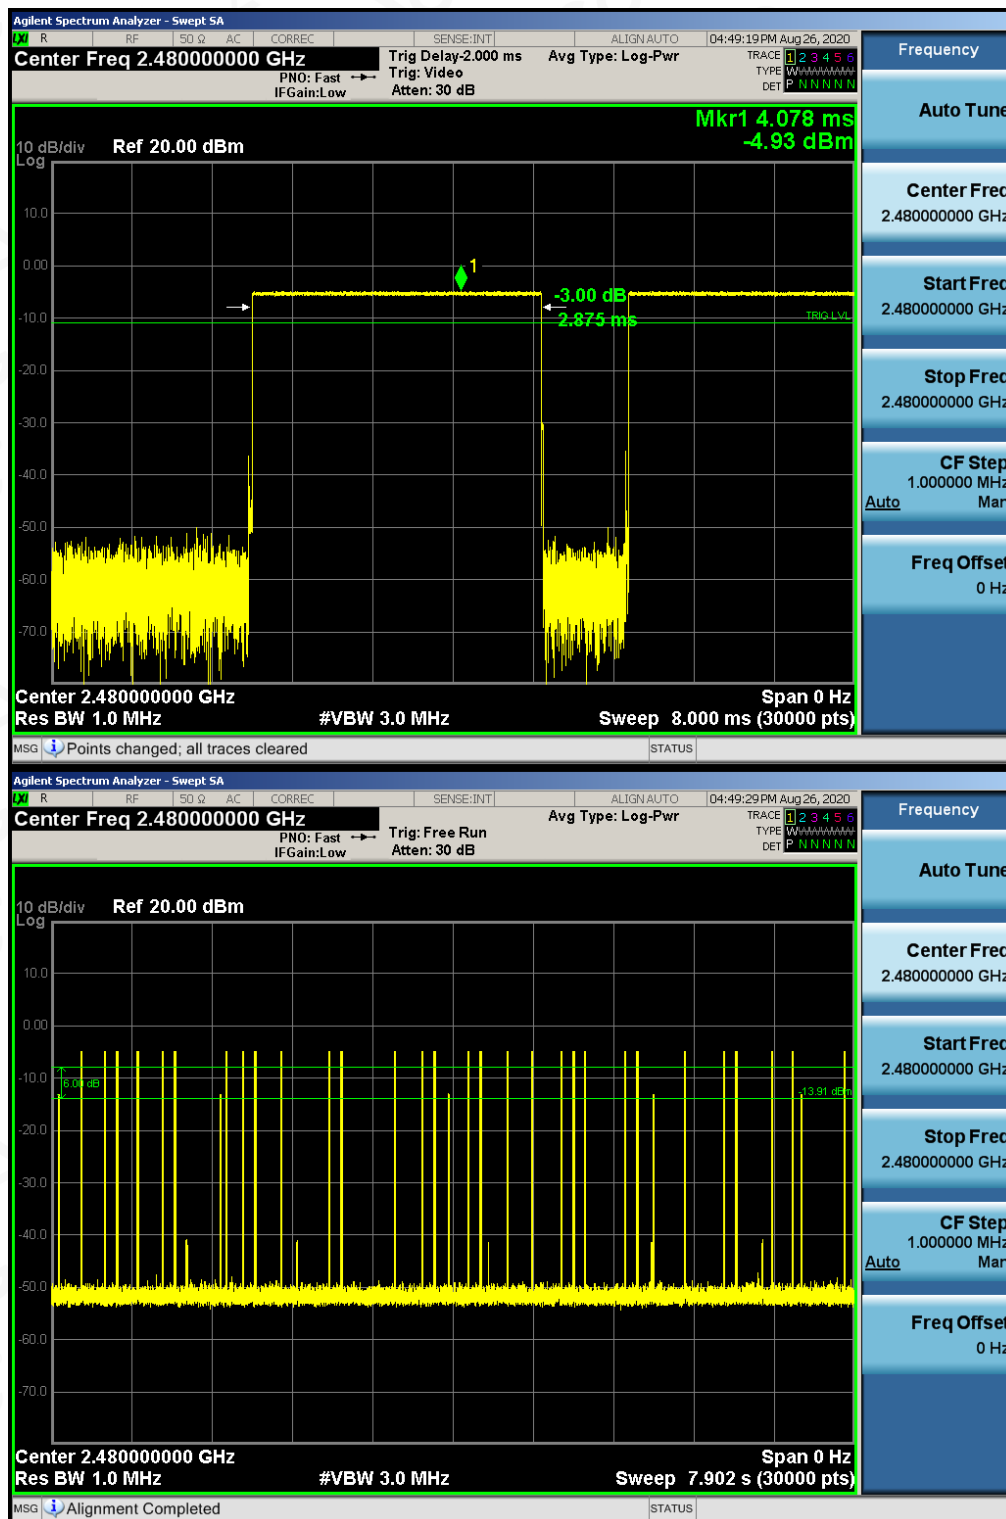 Agilent Spectrum Analyzer - Swept SA
LXI R RF 50 Ω AC CORREC SENSE:INT ALIGN AUTO 04:49:19 PM Aug 26, 2020
Center Freq 2.480000000 GHz
PNO: Fast
IFGain:Low
Trig Delay-2.000 ms
Trig: Video
Atten: 30 dB
Avg Type: Log-Pwr
TRACE 1 2 3 4 5 6
TYPE
DET P N N N N N
Mkr1 4.078 ms
-4.93 dBm
10 dB/div
Log
Ref 20.00 dBm
10.0
0.00
1
-3.00 dB
2.875 ms
-10.0
TRIG LVL
-20.0
-30.0
-40.0
-50.0
-60.0
-70.0
Center 2.480000000 GHz
Span 0 Hz
Res BW 1.0 MHz
#VBW 3.0 MHz
Sweep 8.000 ms (30000 pts)
MSG Points changed; all traces cleared
STATUS
Frequency
Auto Tune
Center Freq
2.480000000 GHz
Start Freq
2.480000000 GHz
Stop Freq
2.480000000 GHz
CF Step
1.000000 MHz
Auto Man
Freq Offset
0 Hz
Agilent Spectrum Analyzer - Swept SA
LXI R RF 50 Ω AC CORREC SENSE:INT ALIGN AUTO 04:49:29 PM Aug 26, 2020
Center Freq 2.480000000 GHz
PNO: Fast
IFGain:Low
Trig: Free Run
Atten: 30 dB
Avg Type: Log-Pwr
TRACE 1 2 3 4 5 6
TYPE
DET P N N N N N
10 dB/div
Log
Ref 20.00 dBm
10.0
0.00
-10.0
6.00 dB
-13.91 dBm
-20.0
-30.0
-40.0
-50.0
-60.0
-70.0
Center 2.480000000 GHz
Span 0 Hz
Res BW 1.0 MHz
#VBW 3.0 MHz
Sweep 7.902 s (30000 pts)
MSG Alignment Completed
STATUS
Frequency
Auto Tune
Center Freq
2.480000000 GHz
Start Freq
2.480000000 GHz
Stop Freq
2.480000000 GHz
CF Step
1.000000 MHz
Auto Man
Freq Offset
0 Hz